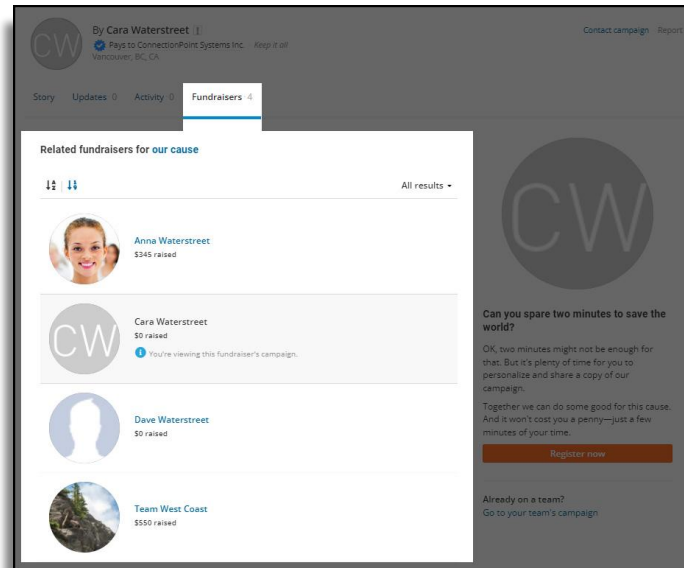 CW
By Cara Waterstreet
Pays to ConnectionPoint Systems Inc. Keep it all
Vancouver, BC, CA
Contact campaign Report
Story Updates 0 Activity 0 Fundraisers 4
Related fundraisers for our cause
All results
Anna Waterstreet
$345 raised
CW
Cara Waterstreet
$0 raised
You're viewing this fundraiser's campaign.
Dave Waterstreet
$0 raised
Team West Coast
$550 raised
CW
Can you spare two minutes to save the
world?
OK, two minutes might not be enough for
that. But it's plenty of time for you to
personalize and share a copy of our
campaign.
Together we can do some good for this cause.
And it won't cost you a penny—just a few
minutes of your time.
Register now
Already on a team?
Go to your team's campaign